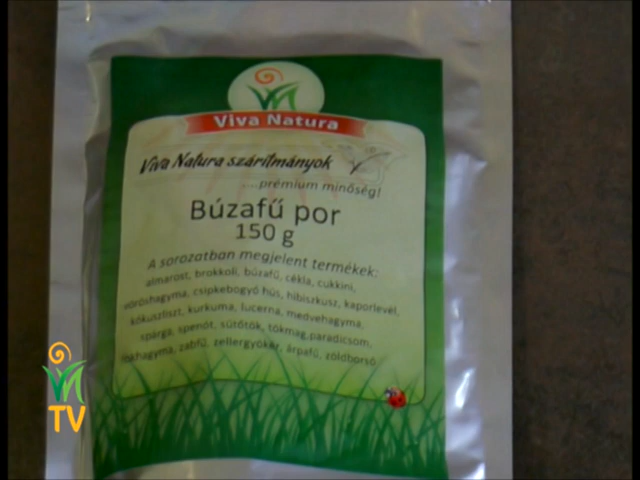 Viva Natura
Viva Natura szárítmányok
....prémium minőség!
Búzafű por
150 g
A sorozatban megjelent termékek:
almarost, brokkoli, búzafű, cékla, cukkini,
vöröshagyma, csipkebogyó hús, hibiszkusz, kaporlevél,
kókuszliszt, kurkuma, lucerna, medvehagyma,
spárga, spenót, sütőtök, tökmag, paradicsom,
fokhagyma, zabfű, zellergyökér, árpafű, zöldborsó
TV